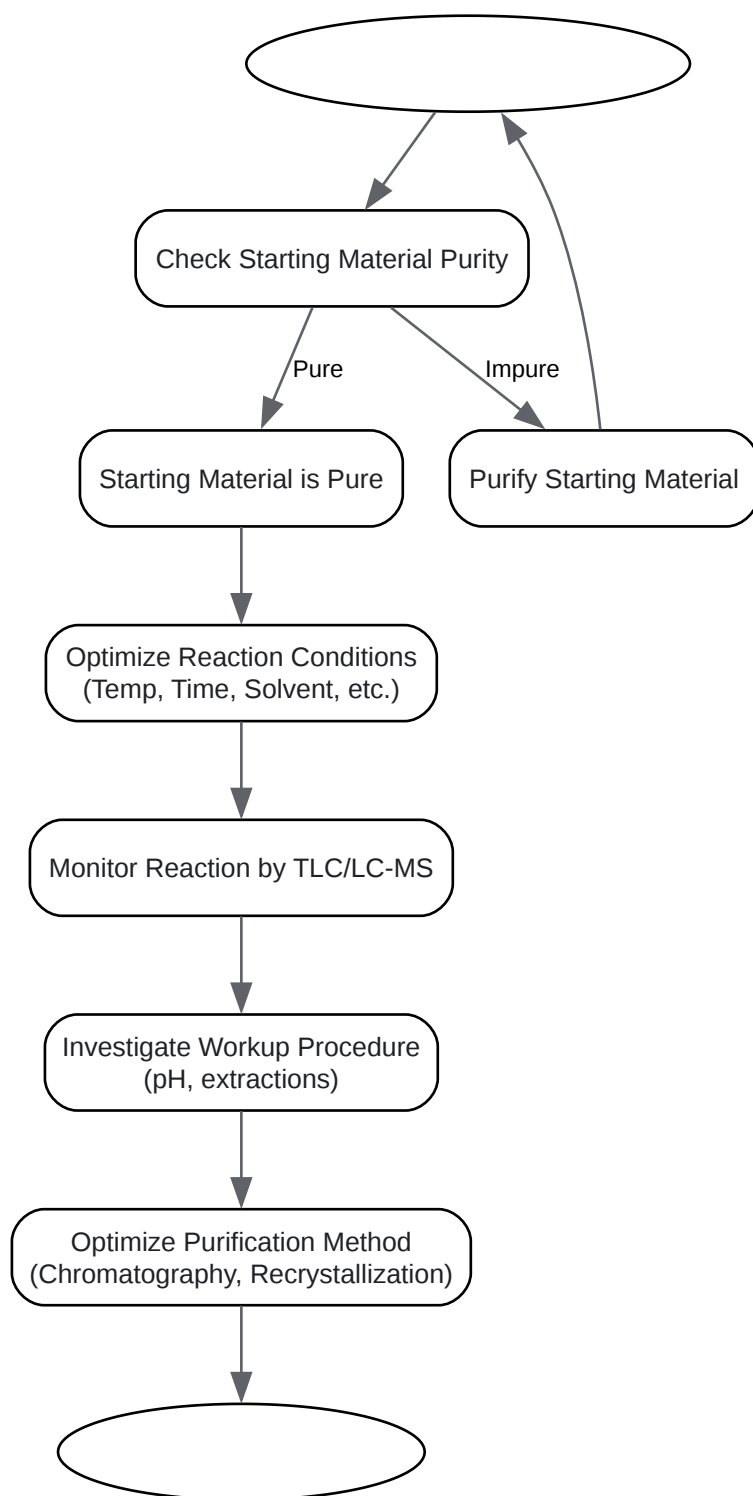 Check Starting Material Purity
Pure
Impure
Starting Material is Pure
Purify Starting Material
Optimize Reaction Conditions
(Temp, Time, Solvent, etc.)
Monitor Reaction by TLC/LC-MS
Investigate Workup Procedure
(pH, extractions)
Optimize Purification Method
(Chromatography, Recrystallization)